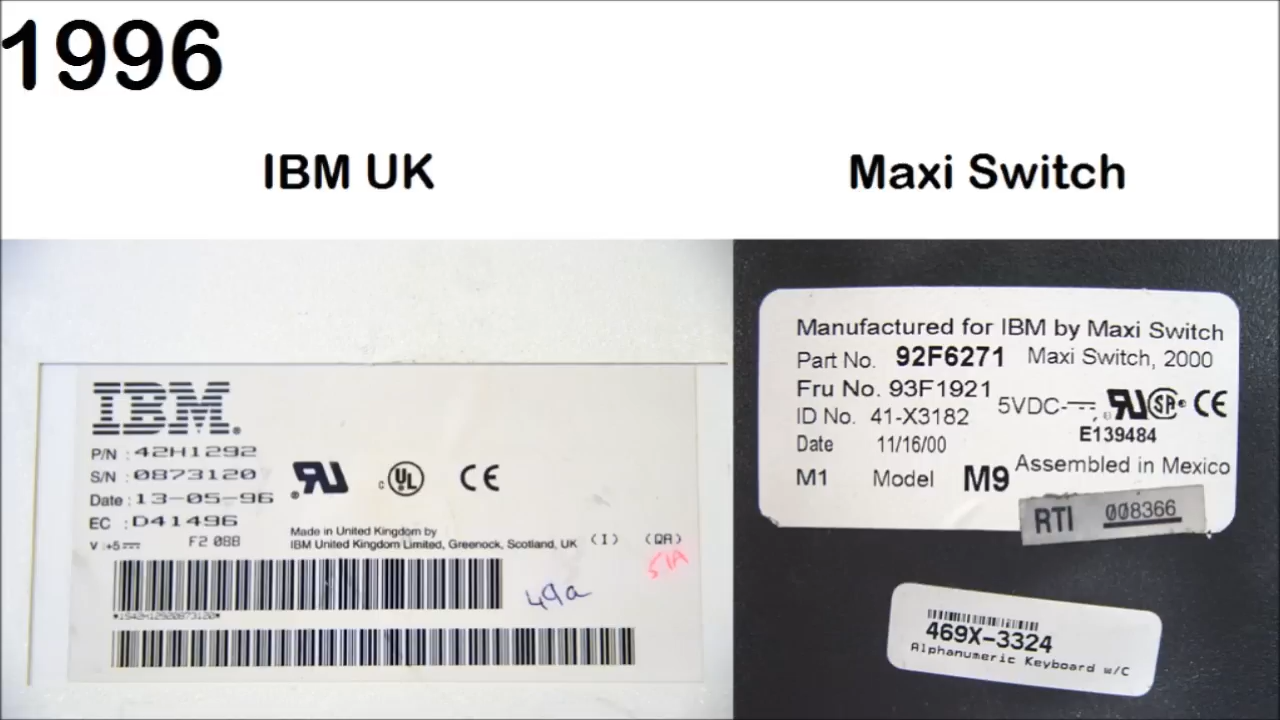 1996
IBM UK
Maxi Switch
IBM®
P/N : 42H1292
S/N : 0873120
Date : 13-05-96
EC : D41496
V : +5
F2 088
Made in United Kingdom by
IBM United Kingdom Limited, Greenock, Scotland, UK
(I)
(QA)
51A
49a
*1S42H12920873120*
Manufactured for IBM by Maxi Switch
Part No. 92F6271 Maxi Switch, 2000
Fru No. 93F1921
ID No. 41-X3182
5VDC
E139484
Date 11/16/00
M1 Model M9
Assembled in Mexico
RTI 008366
469X-3324
Alphanumeric Keyboard w/C